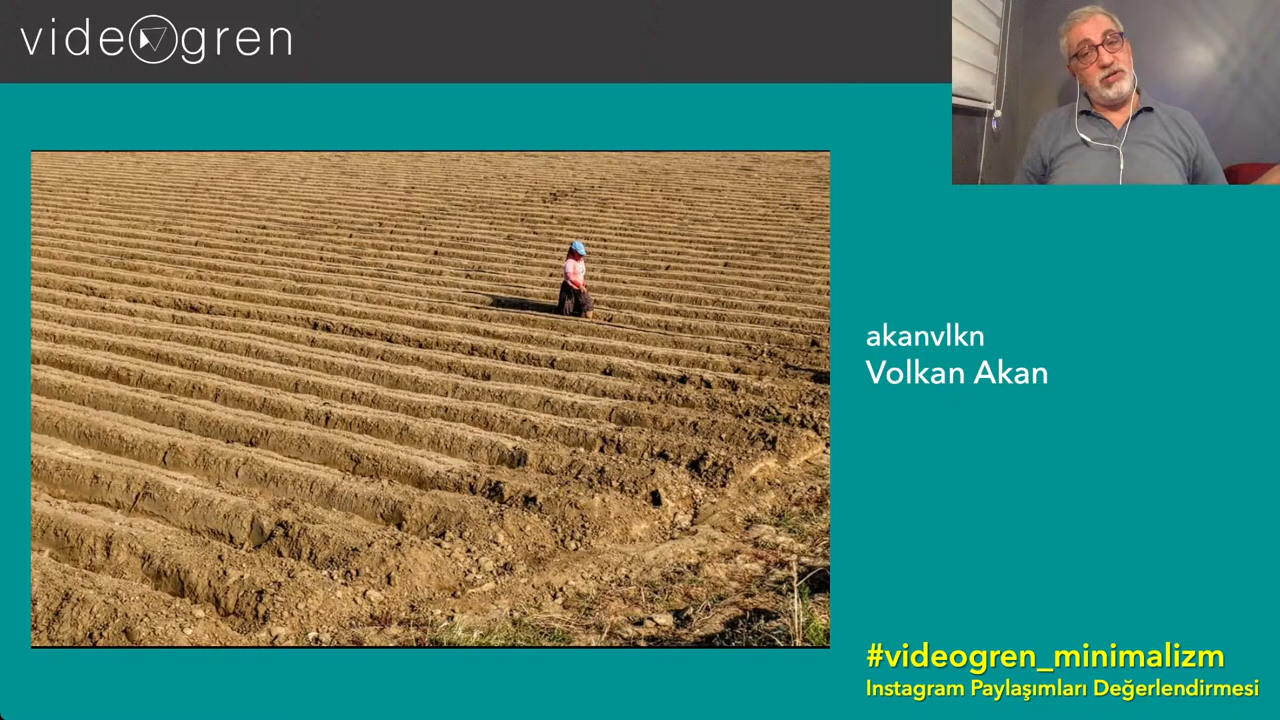 videogren
akanvlkn
Volkan Akan
#videogren_minimalizm
Instagram Paylaşımları Değerlendirmesi